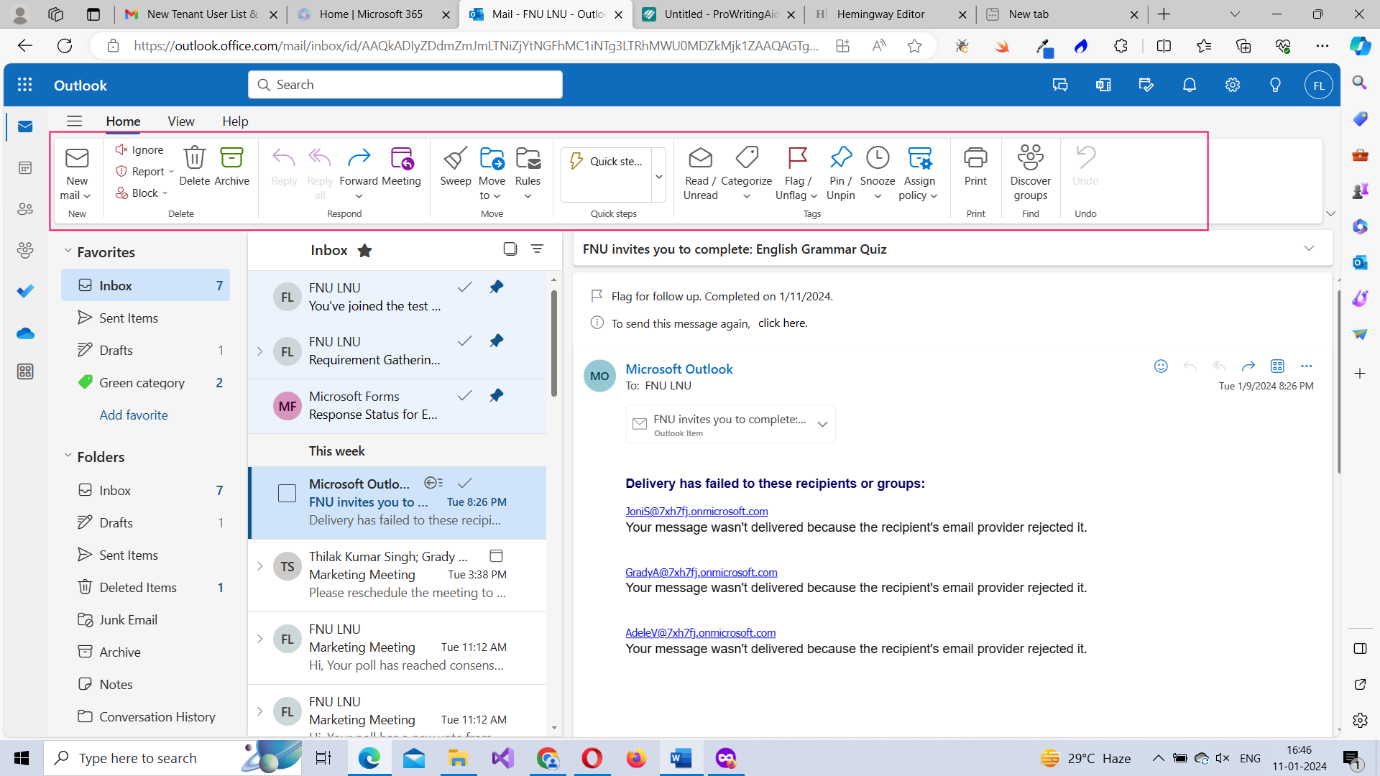 New Tenant User List &
Home | Microsoft 365
Mail - FNU LNU - Outlo
Untitled - ProWritingAid
Hemingway Editor
New tab
https://outlook.office.com/mail/inbox/id/AAQkADIyZDdmZmJmLTNiZjYtNGFhMC1iNTg3LTRhMWU0MDZkMjk1ZAAQAGTg...
Outlook
Search
FL
Home View Help
New mail
Ignore
Report
Block
Delete
Archive
Reply
Reply all
Forward
Meeting
Sweep
Move to
Rules
Quick ste...
Read / Unread
Categorize
Flag / Unflag
Pin / Unpin
Snooze
Assign policy
Print
Discover groups
Undo
New
Delete
Respond
Move
Quick steps
Tags
Print
Find
Undo
Favorites
Inbox 7
Sent Items
Drafts 1
Green category 2
Add favorite
Folders
Inbox 7
Drafts 1
Sent Items
Deleted Items 1
Junk Email
Archive
Notes
Conversation History
Inbox
FL
FNU LNU
You've joined the test ...
FL
FNU LNU
Requirement Gatherin...
MF
Microsoft Forms
Response Status for E...
This week
Microsoft Outlo...
FNU invites you to ... Tue 8:26 PM
Delivery has failed to these recipi...
TS
Thilak Kumar Singh; Grady ...
Marketing Meeting Tue 3:38 PM
Please reschedule the meeting to ...
FL
FNU LNU
Marketing Meeting Tue 11:12 AM
Hi, Your poll has reached consens...
FL
FNU LNU
Marketing Meeting Tue 11:12 AM
FNU invites you to complete: English Grammar Quiz
Flag for follow up. Completed on 1/11/2024.
To send this message again, click here.
MO
Microsoft Outlook
To: FNU LNU
Tue 1/9/2024 8:26 PM
FNU invites you to complete:...
Outlook Item
Delivery has failed to these recipients or groups:
JoniS@7xh7fj.onmicrosoft.com
Your message wasn't delivered because the recipient's email provider rejected it.
GradyA@7xh7fj.onmicrosoft.com
Your message wasn't delivered because the recipient's email provider rejected it.
AdeleV@7xh7fj.onmicrosoft.com
Your message wasn't delivered because the recipient's email provider rejected it.
Type here to search
29°C Haze
ENG
16:46
11-01-2024
1